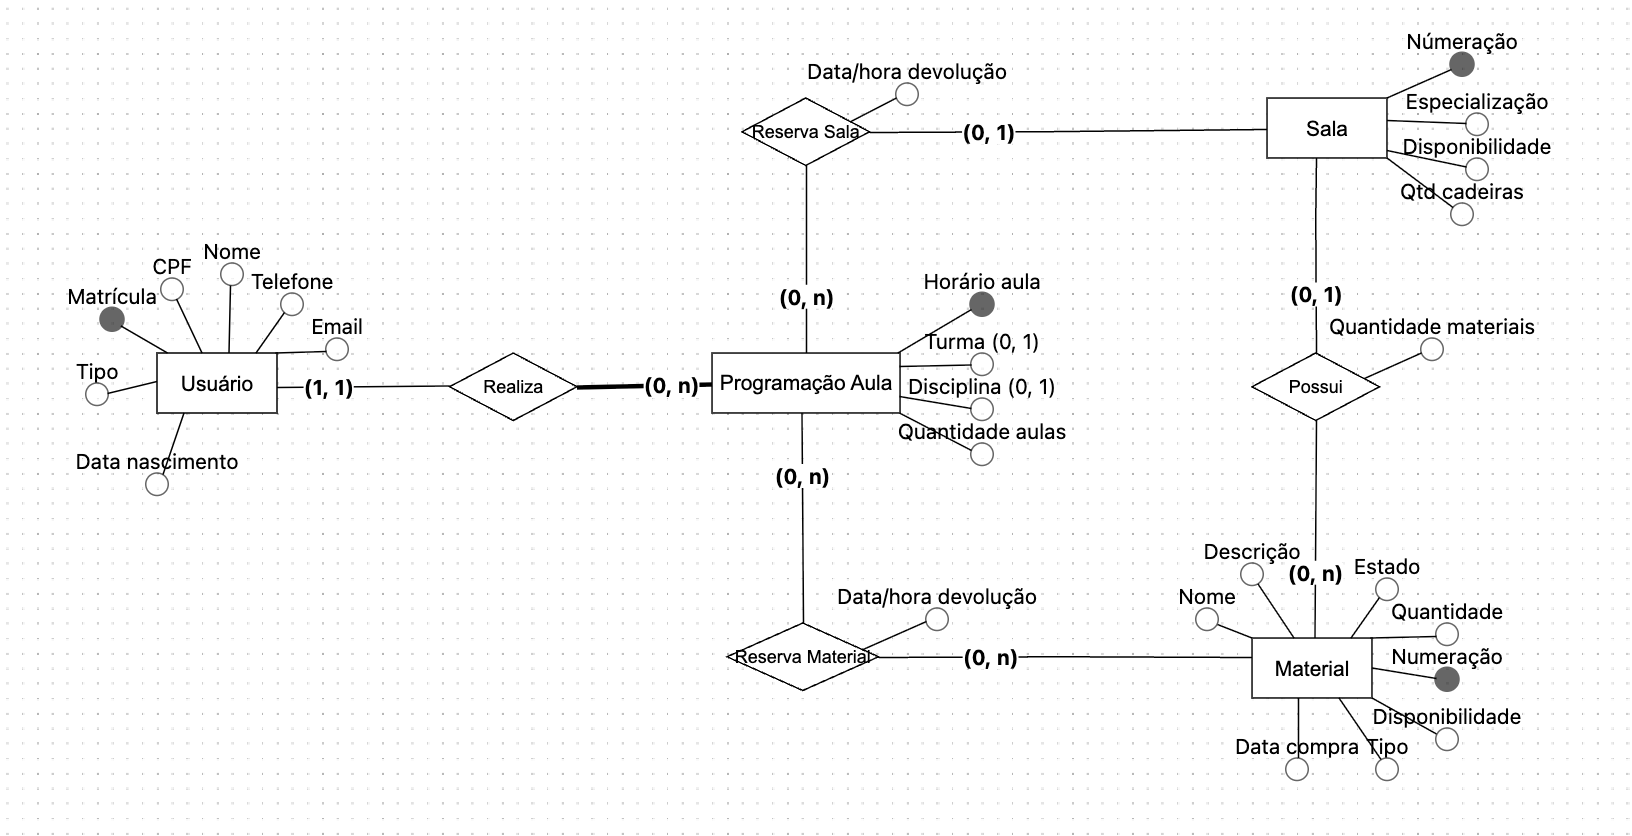 Númeração
Data/hora devolução
Especialização
Reserva Sala
(0, 1)
Sala
Disponibilidade
Qtd cadeiras
Nome
CPF
Telefone
Horário aula
Matrícula
(0, n)
(0, 1)
Email
Quantidade materiais
Turma (0, 1)
Tipo
Usuário
(1, 1)
Realiza
(0, n)
Programação Aula
Disciplina (0, 1)
Possui
Quantidade aulas
Data nascimento
(0, n)
Descrição
(0, n)
Estado
Nome
Data/hora devolução
Quantidade
Reserva Material
(0, n)
Material
Numeração
Disponibilidade
Data compra
Tipo